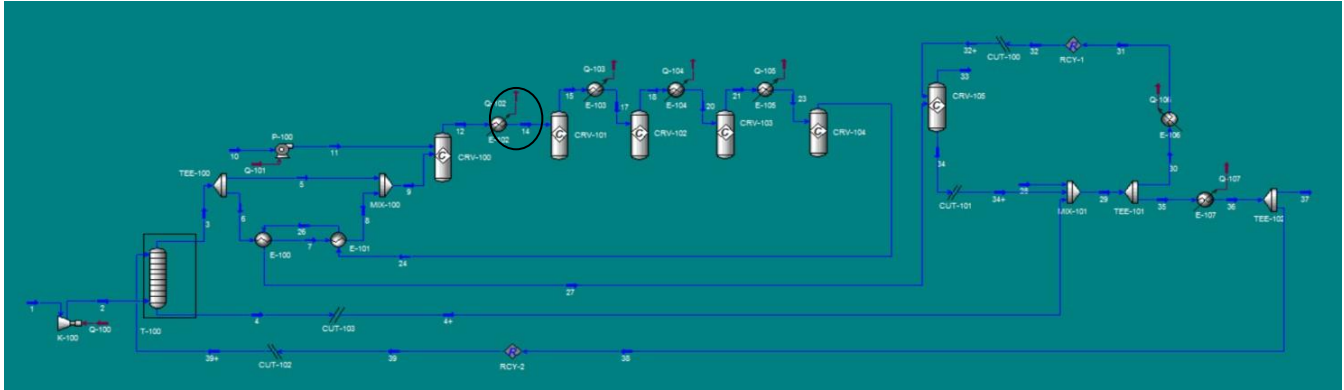 32+
CUT-100
32
RCY-1
31
33
CRV-105
Q-103
Q-104
Q-105
15
E-103
17
18
E-104
20
21
E-105
23
Q-102
12
E-102
14
CRV-101
CRV-102
CRV-103
CRV-104
Q-106
E-106
10
P-100
11
Q-101
CRV-100
TEE-100
5
MIX-100
9
3
6
26
8
E-100
7
E-101
24
27
30
34
Q-107
CUT-101
34+
28
MIX-101
29
TEE-101
35
E-107
36
TEE-102
37
1
2
K-100
Q-100
T-100
4
CUT-103
4+
39+
CUT-102
39
RCY-2
38